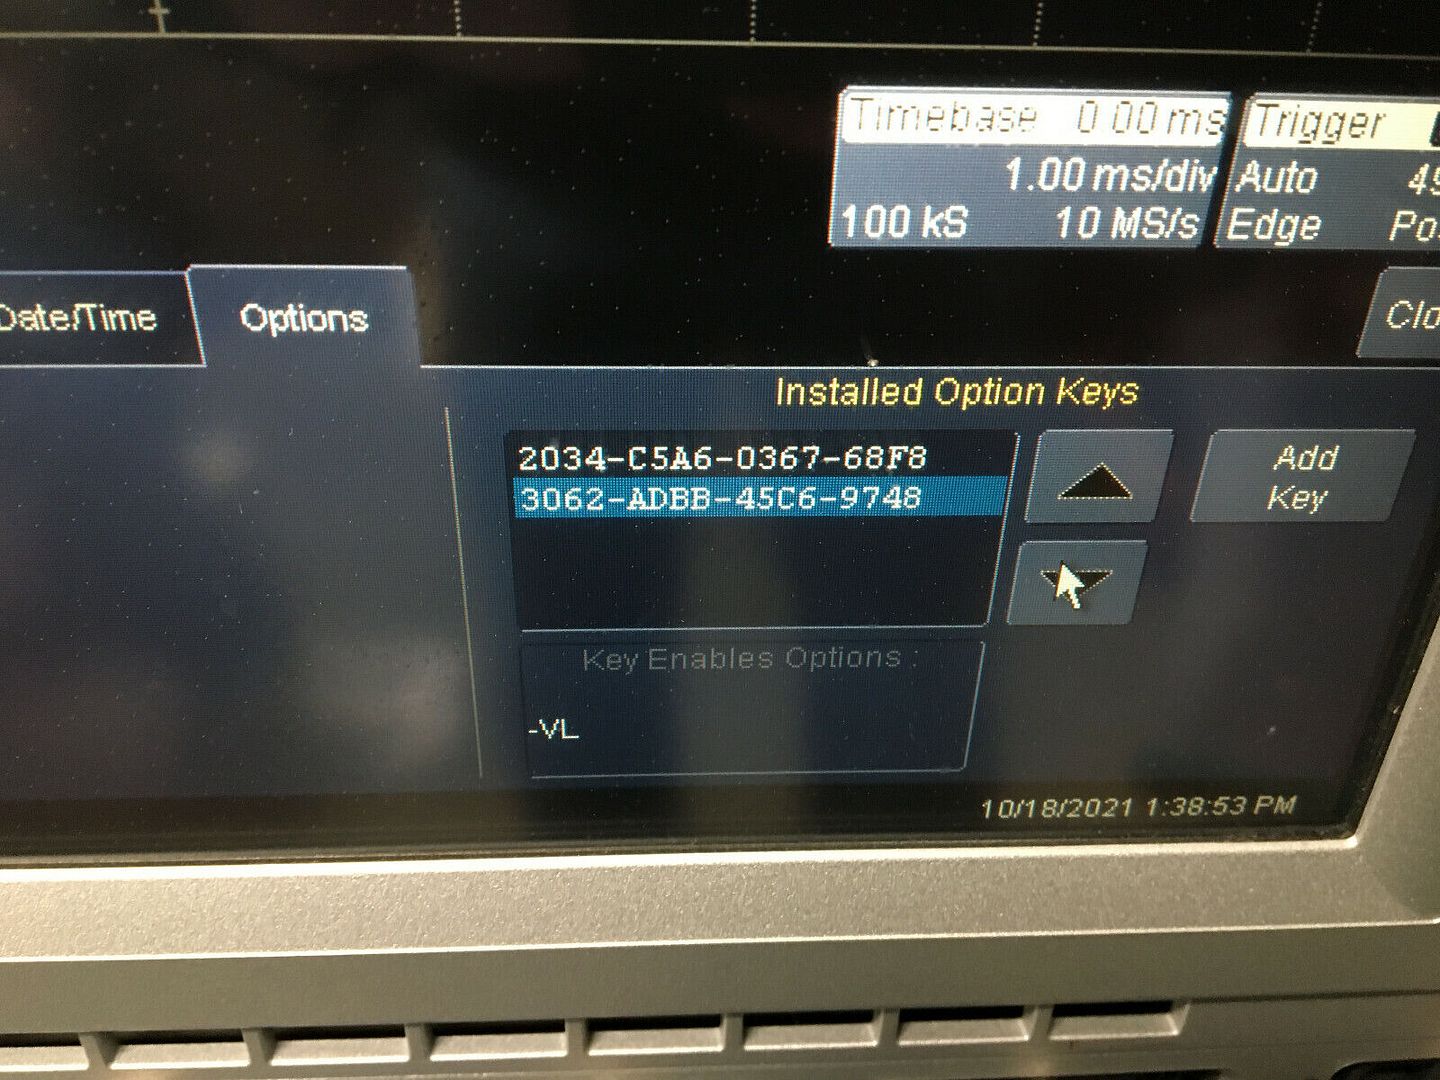 Timebase 0.00 ms
1.00 ms/div
100 kS 10 MS/s
Trigger
Auto
Edge
Date/Time
Options
Installed Option Keys
2034-C5A6-0367-68F8
3062-ADBB-45C6-9748
Add
Key
Key Enables Options :
-VL
10/18/2021 1:38:53 PM